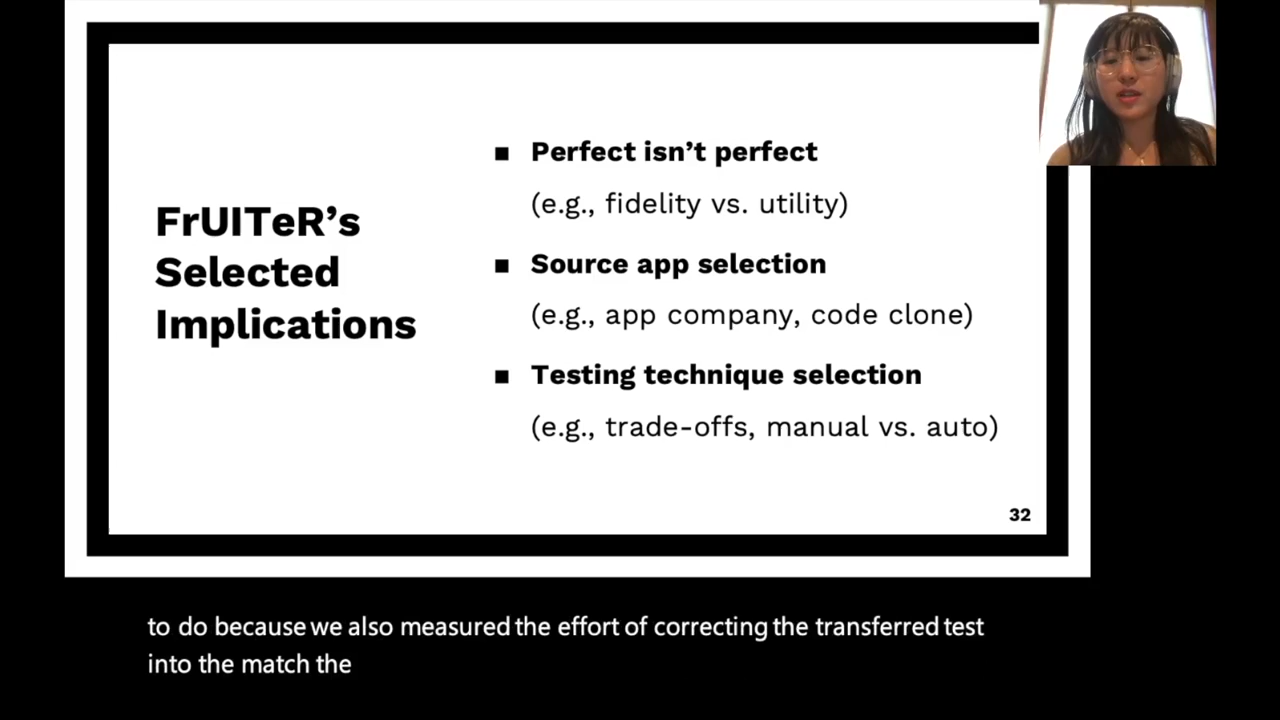 FrUITeR’s
Selected
Implications
■ Perfect isn’t perfect
(e.g., fidelity vs. utility)
■ Source app selection
(e.g., app company, code clone)
■ Testing technique selection
(e.g., trade-offs, manual vs. auto)
32
to do because we also measured the effort of correcting the transferred test
into the match the